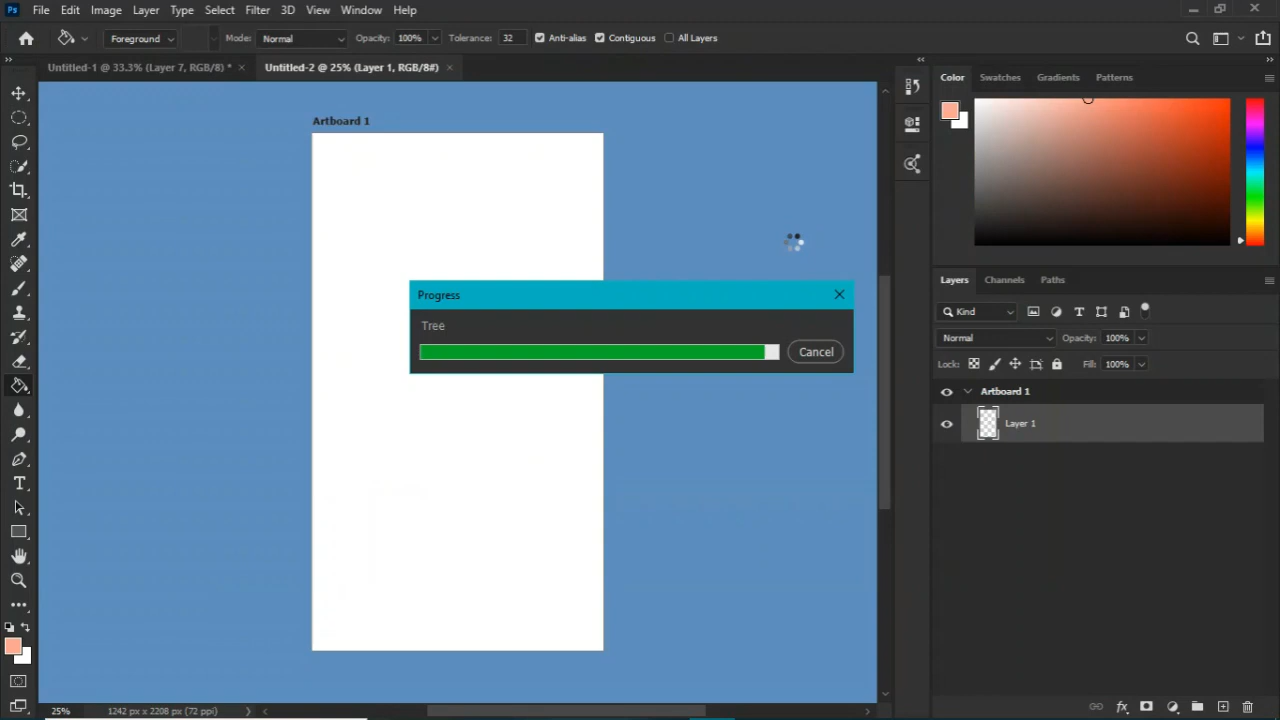 Ps File Edit Image Layer Type Select Filter 3D View Window Help
Foreground Mode: Normal Opacity: 100% Tolerance: 32 Anti-alias Contiguous All Layers
Untitled-1 @ 33.3% (Layer 7, RGB/8) * Untitled-2 @ 25% (Layer 1, RGB/8#)
Color Swatches Gradients Patterns
Artboard 1
Layers Channels Paths
Progress
Kind
Tree
Normal Opacity: 100%
Cancel
Lock: Fill: 100%
Artboard 1
Layer 1
T
25% 1242 px x 2208 px (72 ppi)